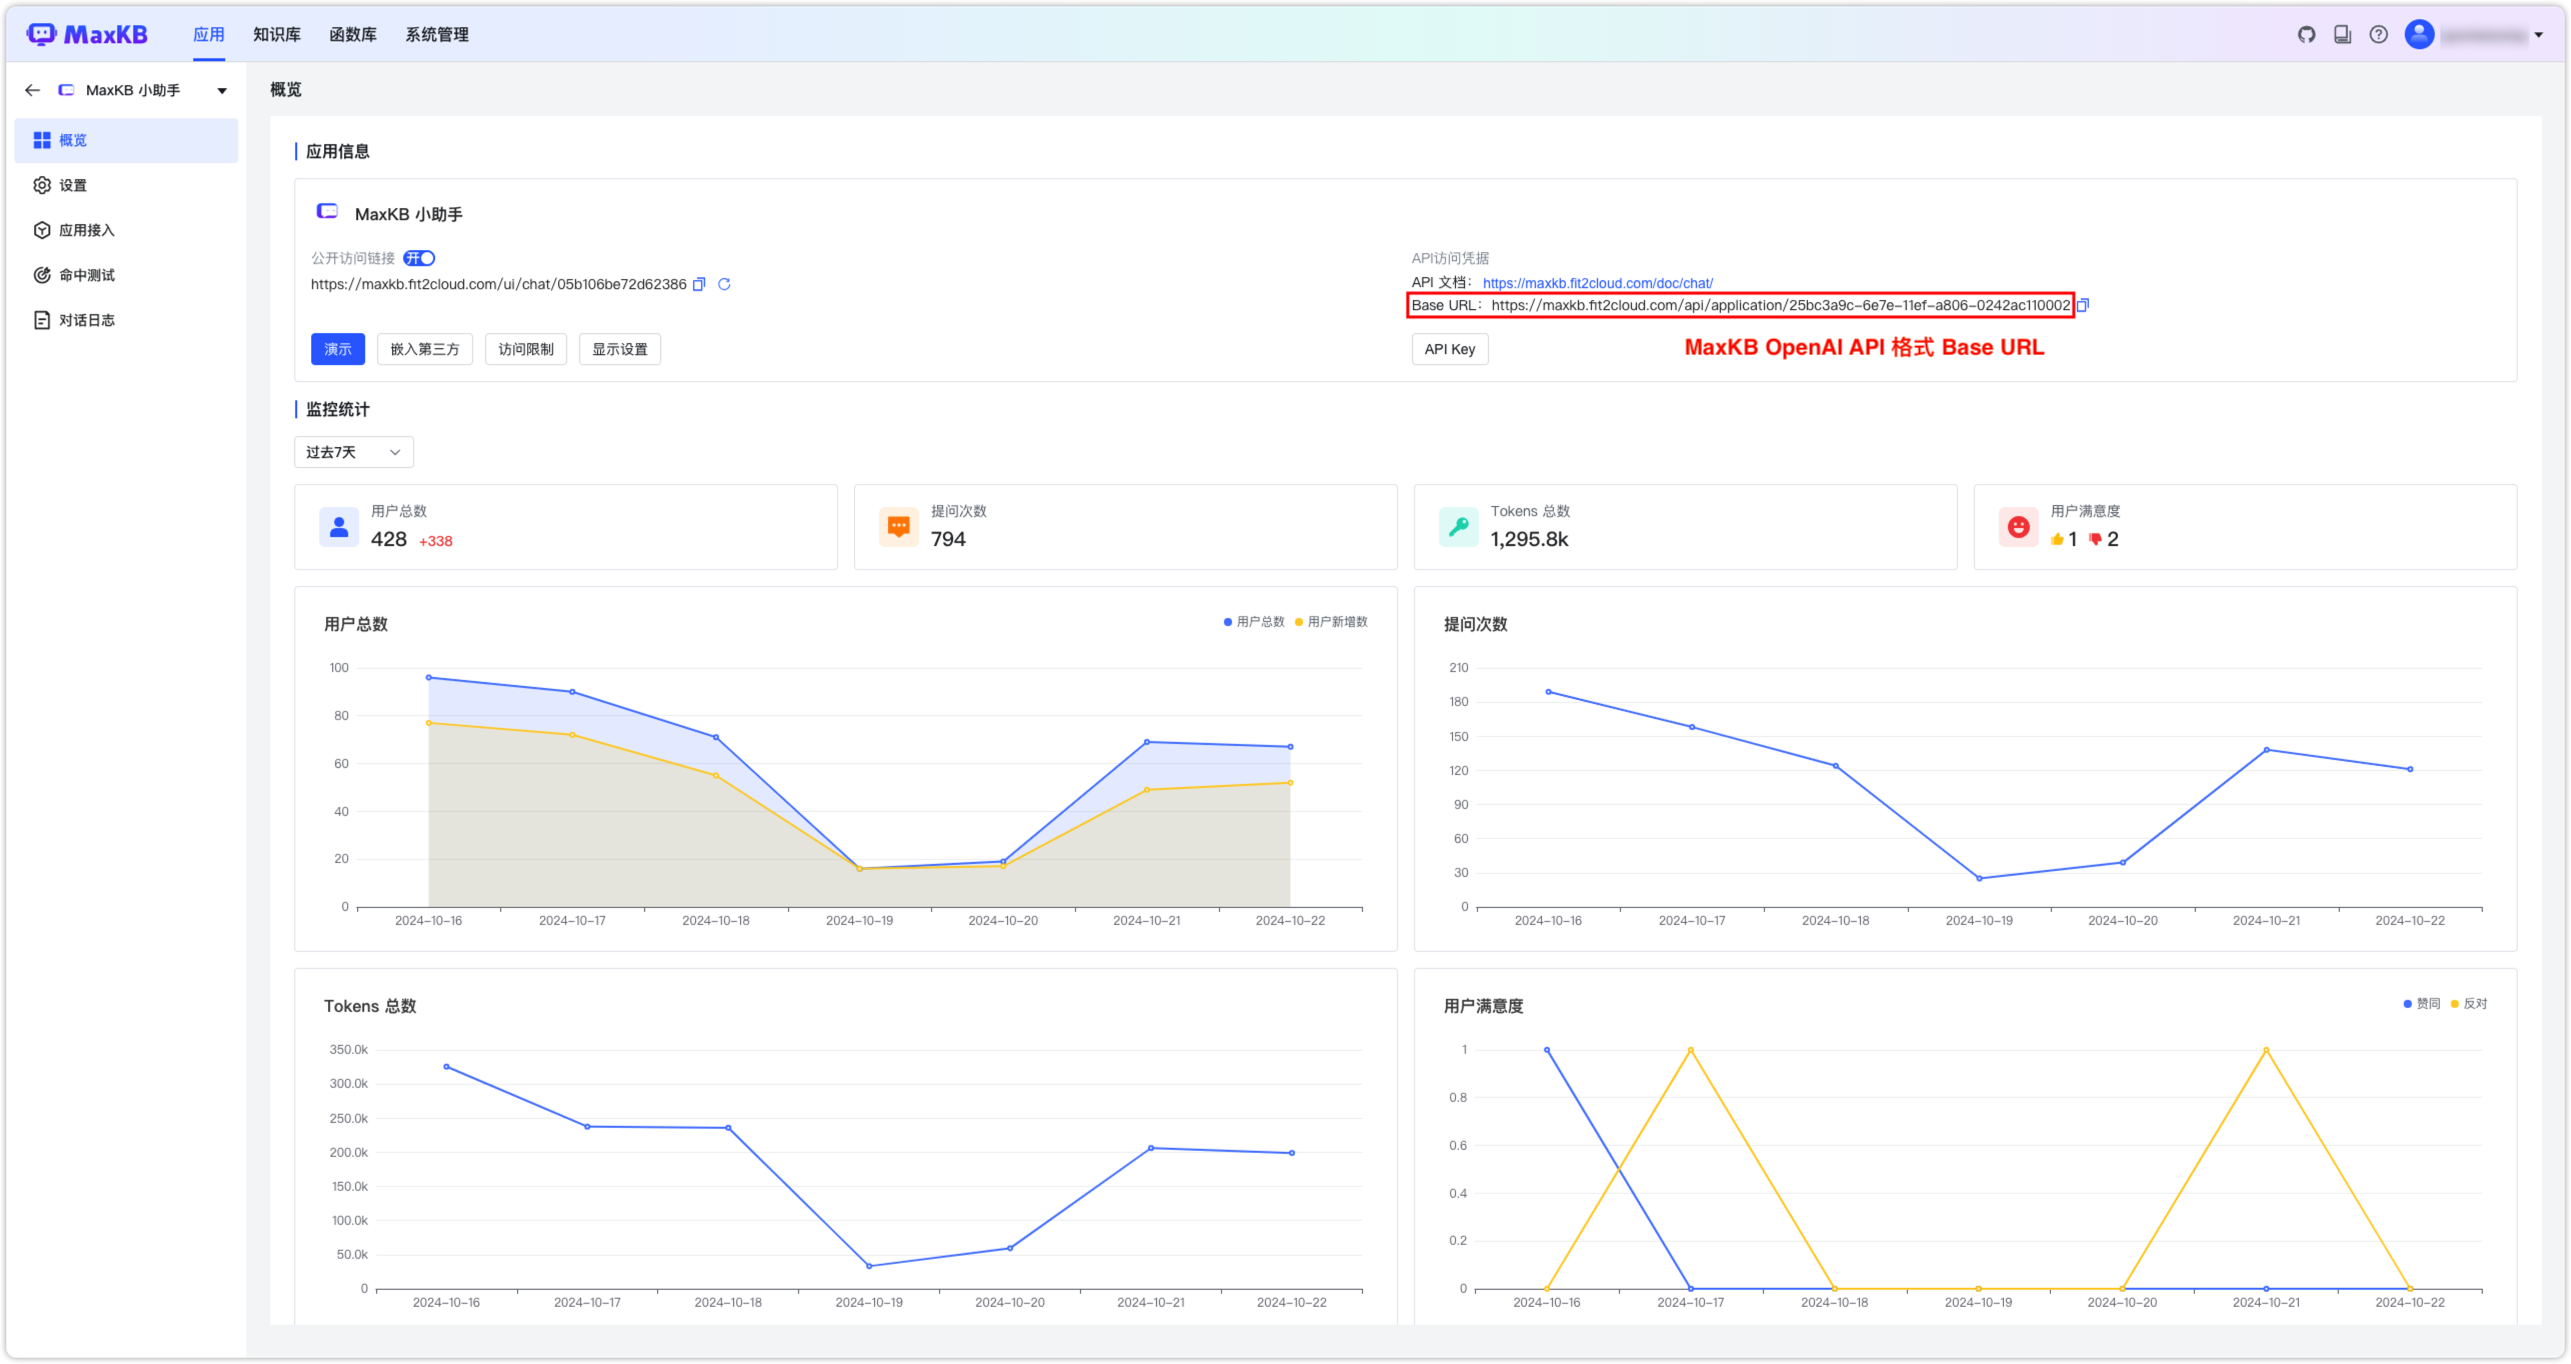 MaxKB 应用 知识库 函数库 系统管理
MaxKB 小助手
概览
设置
应用接入
命中测试
对话日志
概览
应用信息
MaxKB 小助手
公开访问链接 开
https://maxkb.fit2cloud.com/ui/chat/05b106be72d62386
演示 嵌入第三方 访问限制 显示设置
API访问凭据
API 文档： https://maxkb.fit2cloud.com/doc/chat/
Base URL： https://maxkb.fit2cloud.com/api/application/25bc3a9c-6e7e-11ef-a806-0242ac110002
API Key
MaxKB OpenAI API 格式 Base URL
监控统计
过去7天
用户总数
428 +338
提问次数
794
Tokens 总数
1,295.8k
用户满意度
1 2
用户总数
用户总数 用户新增数
100
80
60
40
20
0
2024-10-16 2024-10-17 2024-10-18 2024-10-19 2024-10-20 2024-10-21 2024-10-22
提问次数
210
180
150
120
90
60
30
0
2024-10-16 2024-10-17 2024-10-18 2024-10-19 2024-10-20 2024-10-21 2024-10-22
Tokens 总数
350.0k
300.0k
250.0k
200.0k
150.0k
100.0k
50.0k
0
2024-10-16 2024-10-17 2024-10-18 2024-10-19 2024-10-20 2024-10-21 2024-10-22
用户满意度
赞同 反对
1
0.8
0.6
0.4
0.2
0
2024-10-16 2024-10-17 2024-10-18 2024-10-19 2024-10-20 2024-10-21 2024-10-22